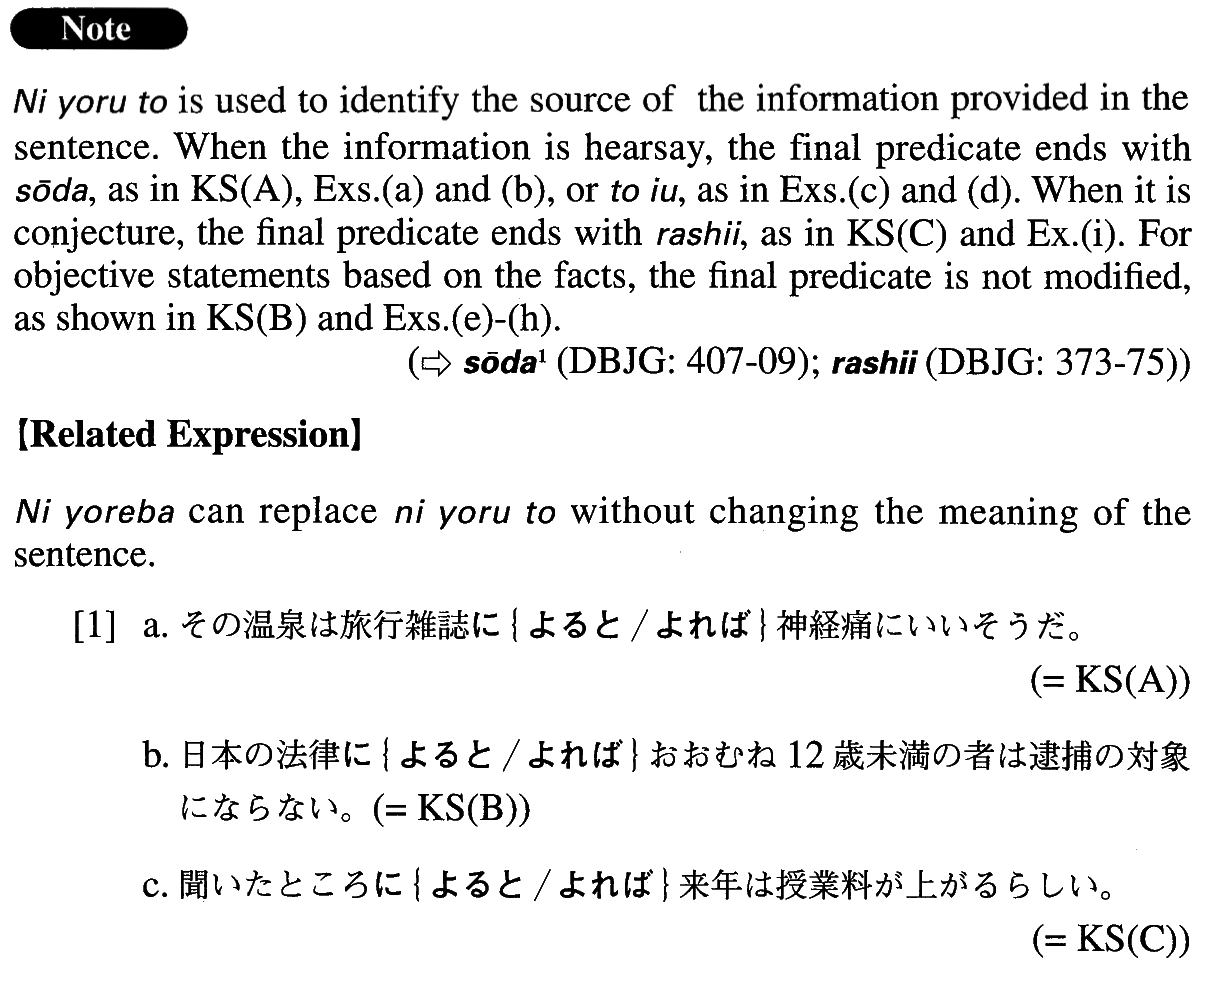 Note
Ni yoru to is used to identify the source of the information provided in the
sentence. When the information is hearsay, the final predicate ends with
sōda, as in KS(A), Exs.(a) and (b), or to iu, as in Exs.(c) and (d). When it is
conjecture, the final predicate ends with rashii, as in KS(C) and Ex.(i). For
objective statements based on the facts, the final predicate is not modified,
as shown in KS(B) and Exs.(e)-(h).
(⇨ sōda¹ (DBJG: 407-09); rashii (DBJG: 373-75))
【Related Expression】
Ni yoreba can replace ni yoru to without changing the meaning of the
sentence.
[1] a. その温泉は旅行雑誌に{よると/よれば}神経痛にいいそうだ。
(= KS(A))
b. 日本の法律に{よると/よれば}おおむね 12 歳未満の者は逮捕の対象
にならない。(= KS(B))
c. 聞いたところに{よると/よれば}来年は授業料が上がるらしい。
(= KS(C))